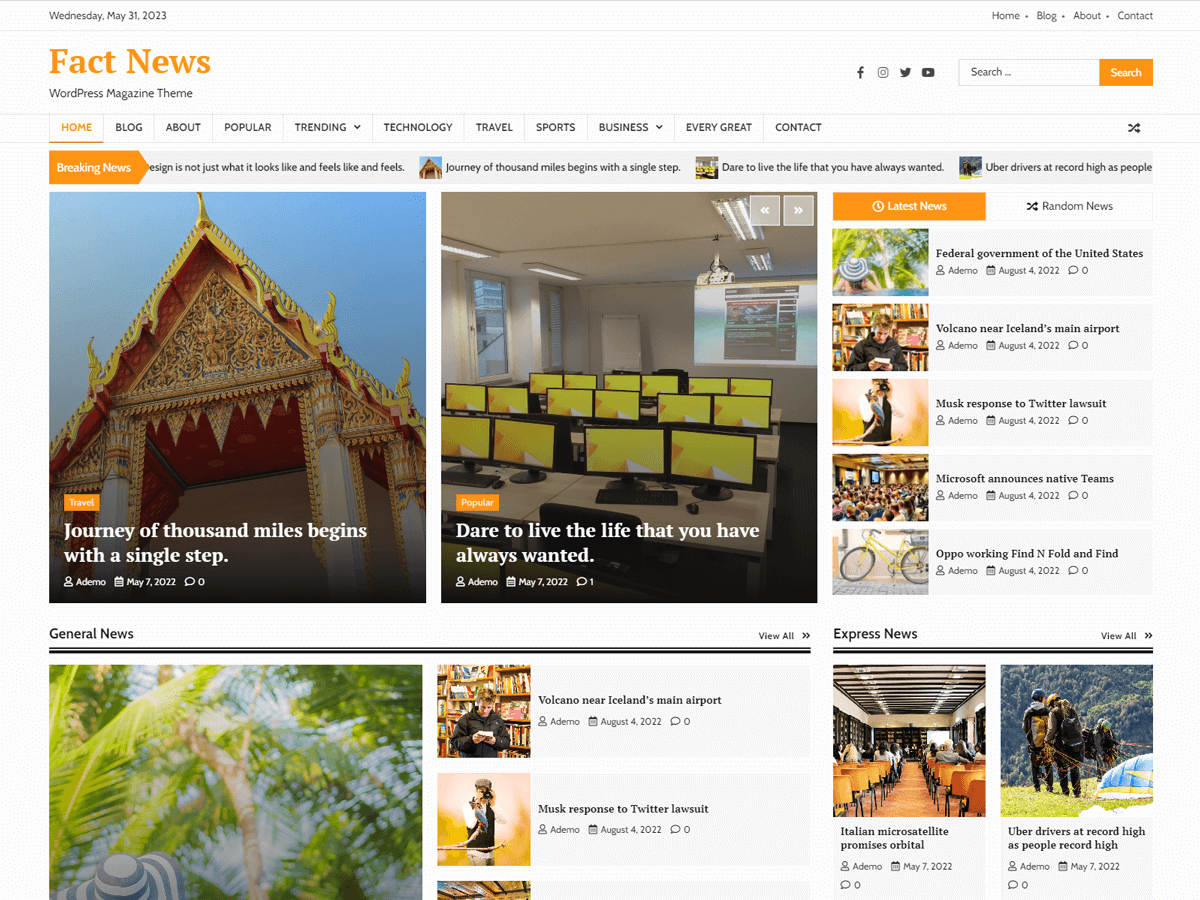 Wednesday, May 31, 2023
Home • Blog • About • Contact
Fact News
WordPress Magazine Theme
Search …
Search
HOME BLOG ABOUT POPULAR TRENDING TECHNOLOGY TRAVEL SPORTS BUSINESS EVERY GREAT CONTACT
Breaking News
esign is not just what it looks like and feels like and feels.
Journey of thousand miles begins with a single step.
Dare to live the life that you have always wanted.
Uber drivers at record high as people
Travel
Journey of thousand miles begins
with a single step.
Ademo May 7, 2022 0
« »
Popular
Dare to live the life that you have
always wanted.
Ademo May 7, 2022 1
Latest News
Random News
Federal government of the United States
Ademo August 4, 2022 0
Volcano near Iceland's main airport
Ademo August 4, 2022 0
Musk response to Twitter lawsuit
Ademo August 4, 2022 0
Microsoft announces native Teams
Ademo August 4, 2022 0
Oppo working Find N Fold and Find
Ademo August 4, 2022 0
General News
View All »
Volcano near Iceland's main airport
Ademo August 4, 2022 0
Musk response to Twitter lawsuit
Ademo August 4, 2022 0
Express News
View All »
Italian microsatellite
promises orbital
Ademo May 7, 2022
0
Uber drivers at record high
as people record high
Ademo May 7, 2022
0